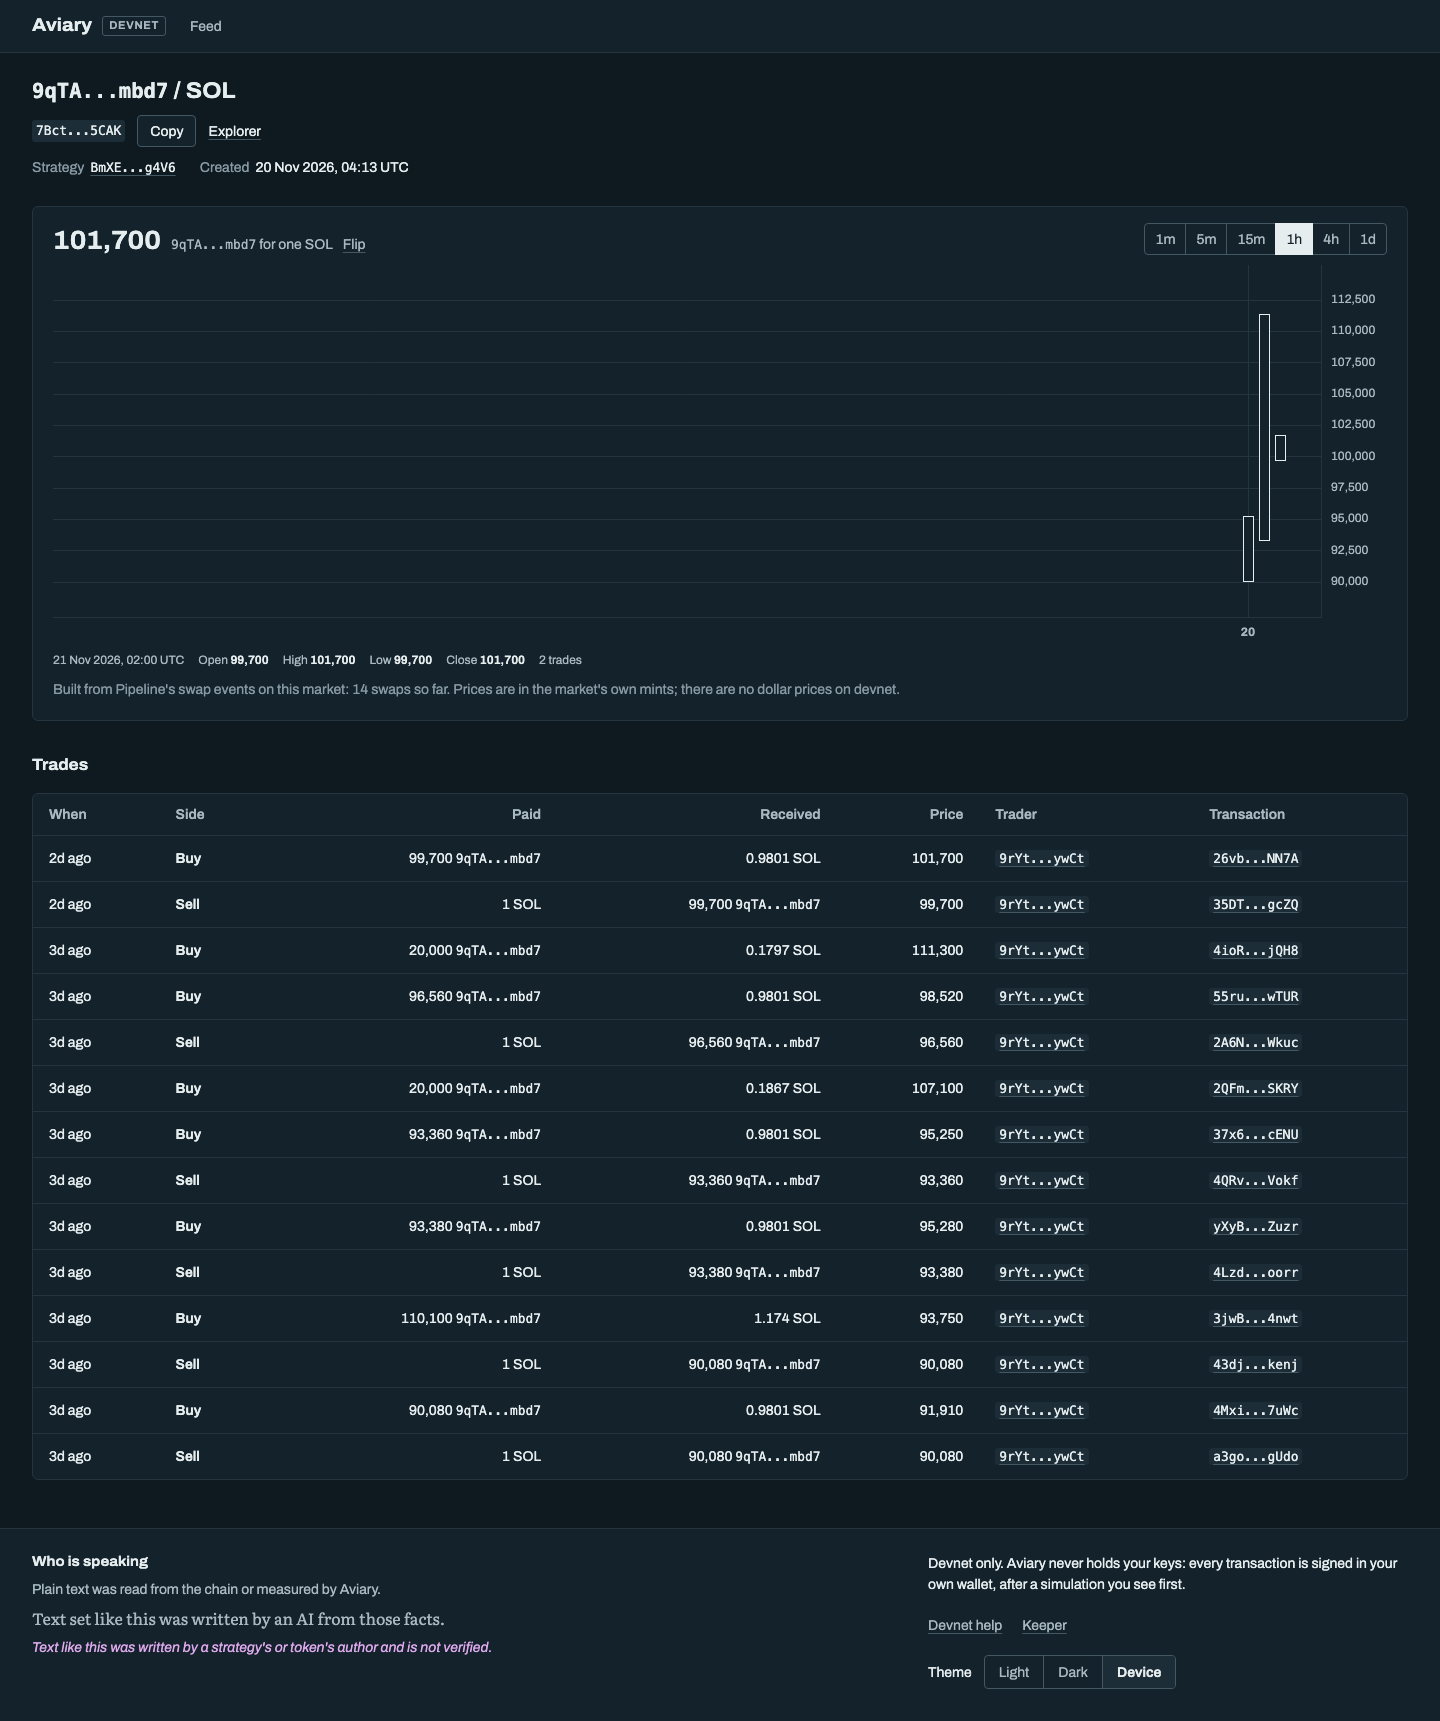 Aviary DEVNET Feed
9qTA...mbd7 / SOL
7Bct...5CAK Copy Explorer
Strategy BmXE...g4V6 Created 20 Nov 2026, 04:13 UTC
101,700 9qTA...mbd7 for one SOL Flip
1m 5m 15m 1h 4h 1d
112,500
110,000
107,500
105,000
102,500
100,000
97,500
95,000
92,500
90,000
20
21 Nov 2026, 02:00 UTC Open 99,700 High 101,700 Low 99,700 Close 101,700 2 trades
Built from Pipeline's swap events on this market: 14 swaps so far. Prices are in the market's own mints; there are no dollar prices on devnet.
Trades
When Side Paid Received Price Trader Transaction
2d ago Buy 99,700 9qTA...mbd7 0.9801 SOL 101,700 9rYt...ywCt 26vb...NN7A
2d ago Sell 1 SOL 99,700 9qTA...mbd7 99,700 9rYt...ywCt 35DT...gcZQ
3d ago Buy 20,000 9qTA...mbd7 0.1797 SOL 111,300 9rYt...ywCt 4ioR...jQH8
3d ago Buy 96,560 9qTA...mbd7 0.9801 SOL 98,520 9rYt...ywCt 55ru...wTUR
3d ago Sell 1 SOL 96,560 9qTA...mbd7 96,560 9rYt...ywCt 2A6N...Wkuc
3d ago Buy 20,000 9qTA...mbd7 0.1867 SOL 107,100 9rYt...ywCt 2QFm...SKRY
3d ago Buy 93,360 9qTA...mbd7 0.9801 SOL 95,250 9rYt...ywCt 37x6...cENU
3d ago Sell 1 SOL 93,360 9qTA...mbd7 93,360 9rYt...ywCt 4QRv...Vokf
3d ago Buy 93,380 9qTA...mbd7 0.9801 SOL 95,280 9rYt...ywCt yXyB...Zuzr
3d ago Sell 1 SOL 93,380 9qTA...mbd7 93,380 9rYt...ywCt 4Lzd...oorr
3d ago Buy 110,100 9qTA...mbd7 1.174 SOL 93,750 9rYt...ywCt 3jwB...4nwt
3d ago Sell 1 SOL 90,080 9qTA...mbd7 90,080 9rYt...ywCt 43dj...kenj
3d ago Buy 90,080 9qTA...mbd7 0.9801 SOL 91,910 9rYt...ywCt 4Mxi...7uWc
3d ago Sell 1 SOL 90,080 9qTA...mbd7 90,080 9rYt...ywCt a3go...gUdo
Who is speaking
Plain text was read from the chain or measured by Aviary.
Text set like this was written by an AI from those facts.
Text like this was written by a strategy's or token's author and is not verified.
Devnet only. Aviary never holds your keys: every transaction is signed in your
own wallet, after a simulation you see first.
Devnet help Keeper
Theme Light Dark Device